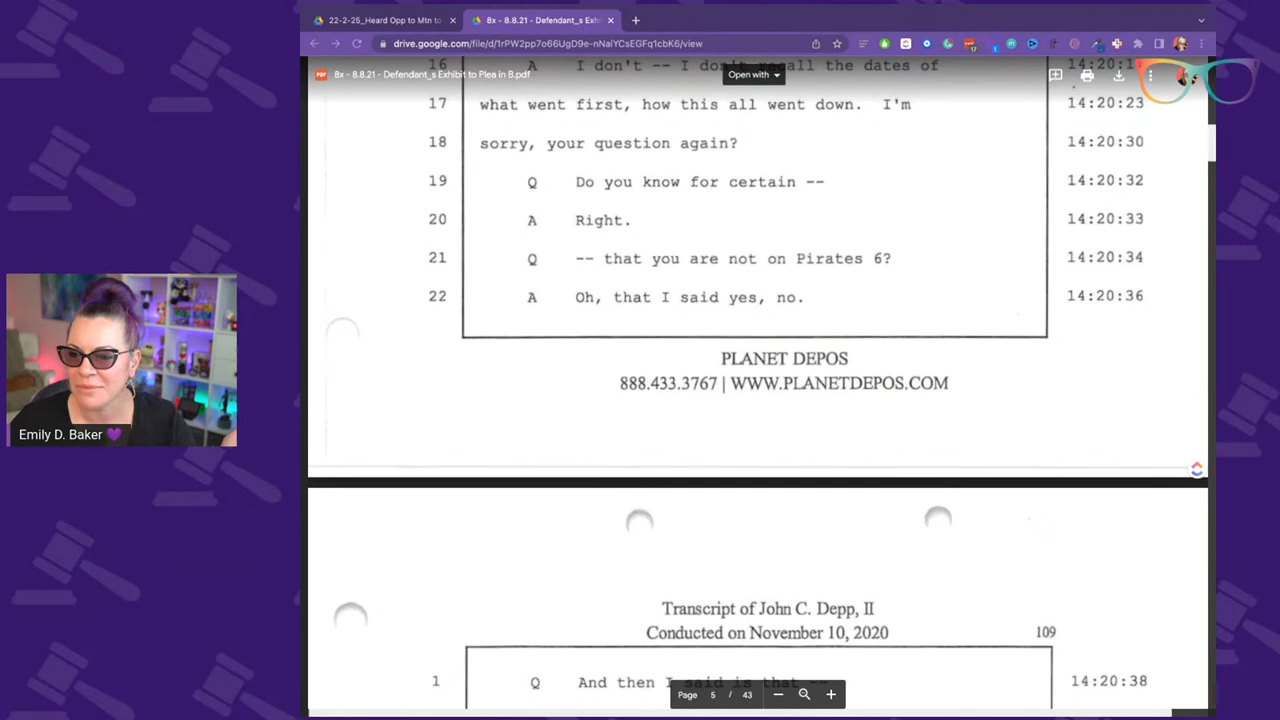 22-2-25_Heard Opp to Mtn to
8x - 8.8.21 - Defendant_s Exhi
drive.google.com/file/d/1rPW2pp7o66UgD9e-nNalYCsEGFq1cbK6/view
16 A I don't -- I don't recall the dates of
8x - 8.8.21 - Defendant_s Exhibit to Plea in B.pdf
Open with
17 what went first, how this all went down. I'm 14:20:23
18 sorry, your question again? 14:20:30
19 Q Do you know for certain -- 14:20:32
20 A Right. 14:20:33
21 Q -- that you are not on Pirates 6? 14:20:34
22 A Oh, that I said yes, no. 14:20:36
PLANET DEPOS
888.433.3767 | WWW.PLANETDEPOS.COM
Emily D. Baker 💜
Transcript of John C. Depp, II
Conducted on November 10, 2020 109
1 Q And then I said is that -- 14:20:38
Page 5 / 43